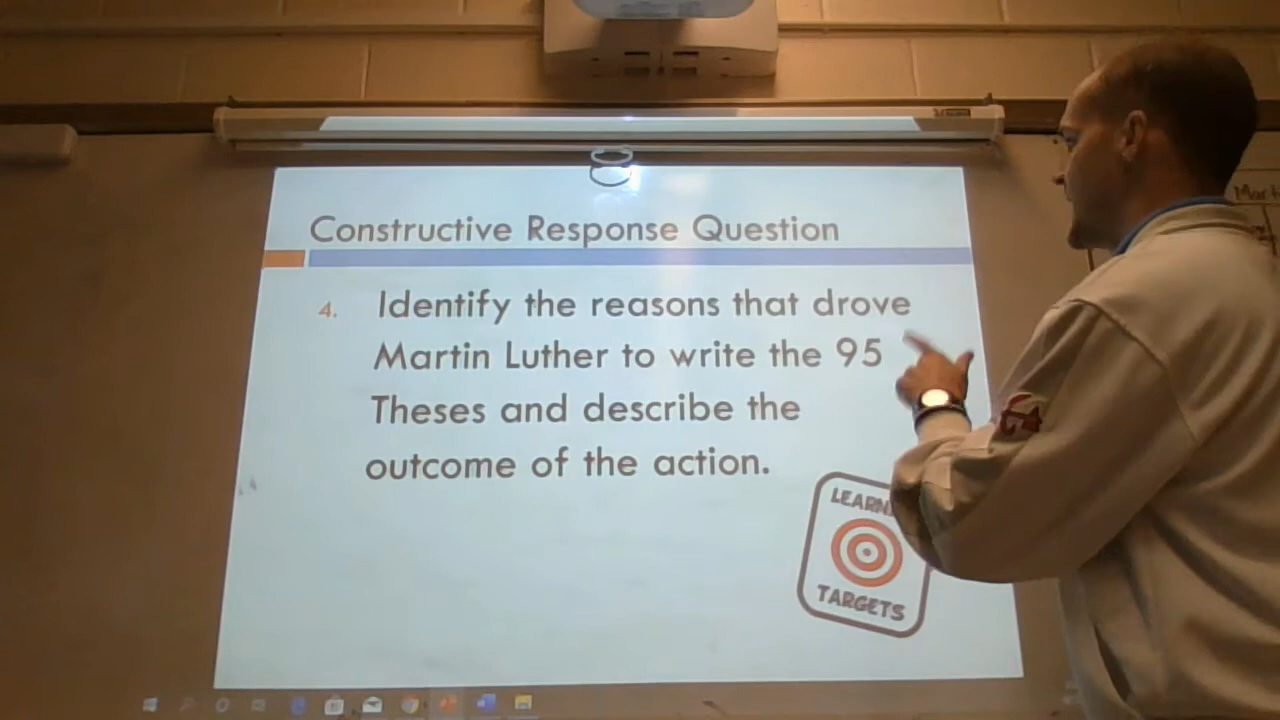 Constructive Response Question
4. Identify the reasons that drove
Martin Luther to write the 95
Theses and describe the
outcome of the action.
TARGETS